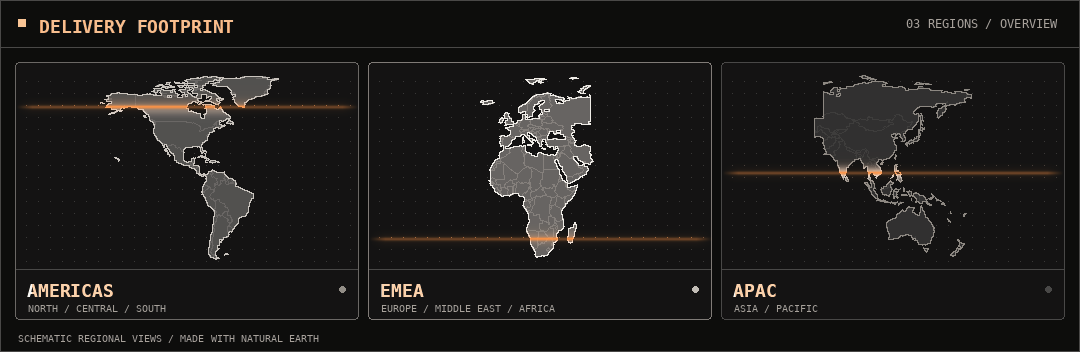 DELIVERY FOOTPRINT
03 REGIONS / OVERVIEW
AMERICAS
NORTH / CENTRAL / SOUTH
EMEA
EUROPE / MIDDLE EAST / AFRICA
APAC
ASIA / PACIFIC
SCHEMATIC REGIONAL VIEWS / MADE WITH NATURAL EARTH